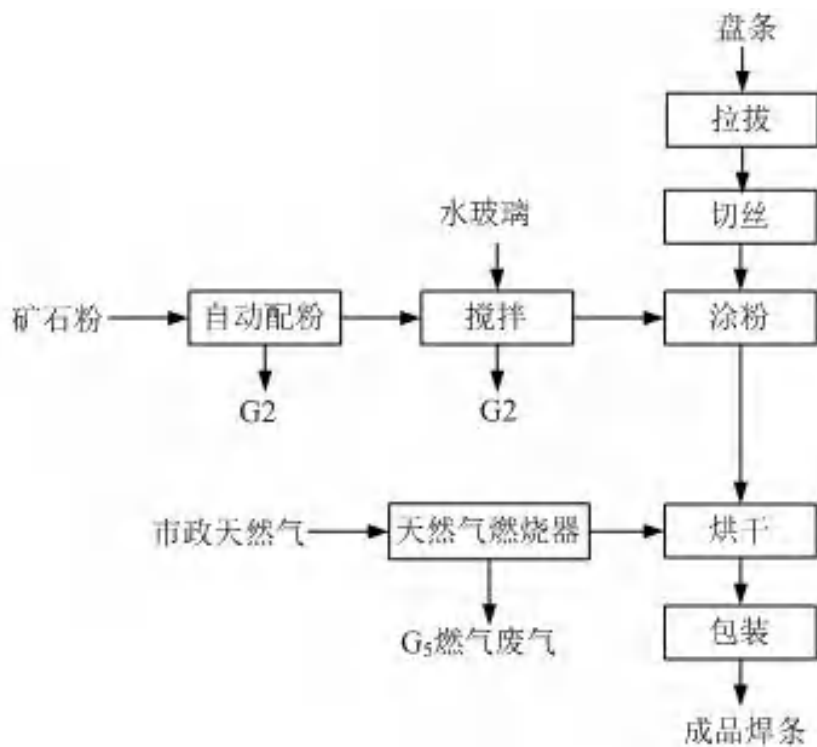 盘条
拉拔
水玻璃
切丝
矿石粉
自动配粉
搅拌
涂粉
G2
G2
市政天然气
天然气燃烧器
烘干
G₅燃气废气
包装
成品焊条